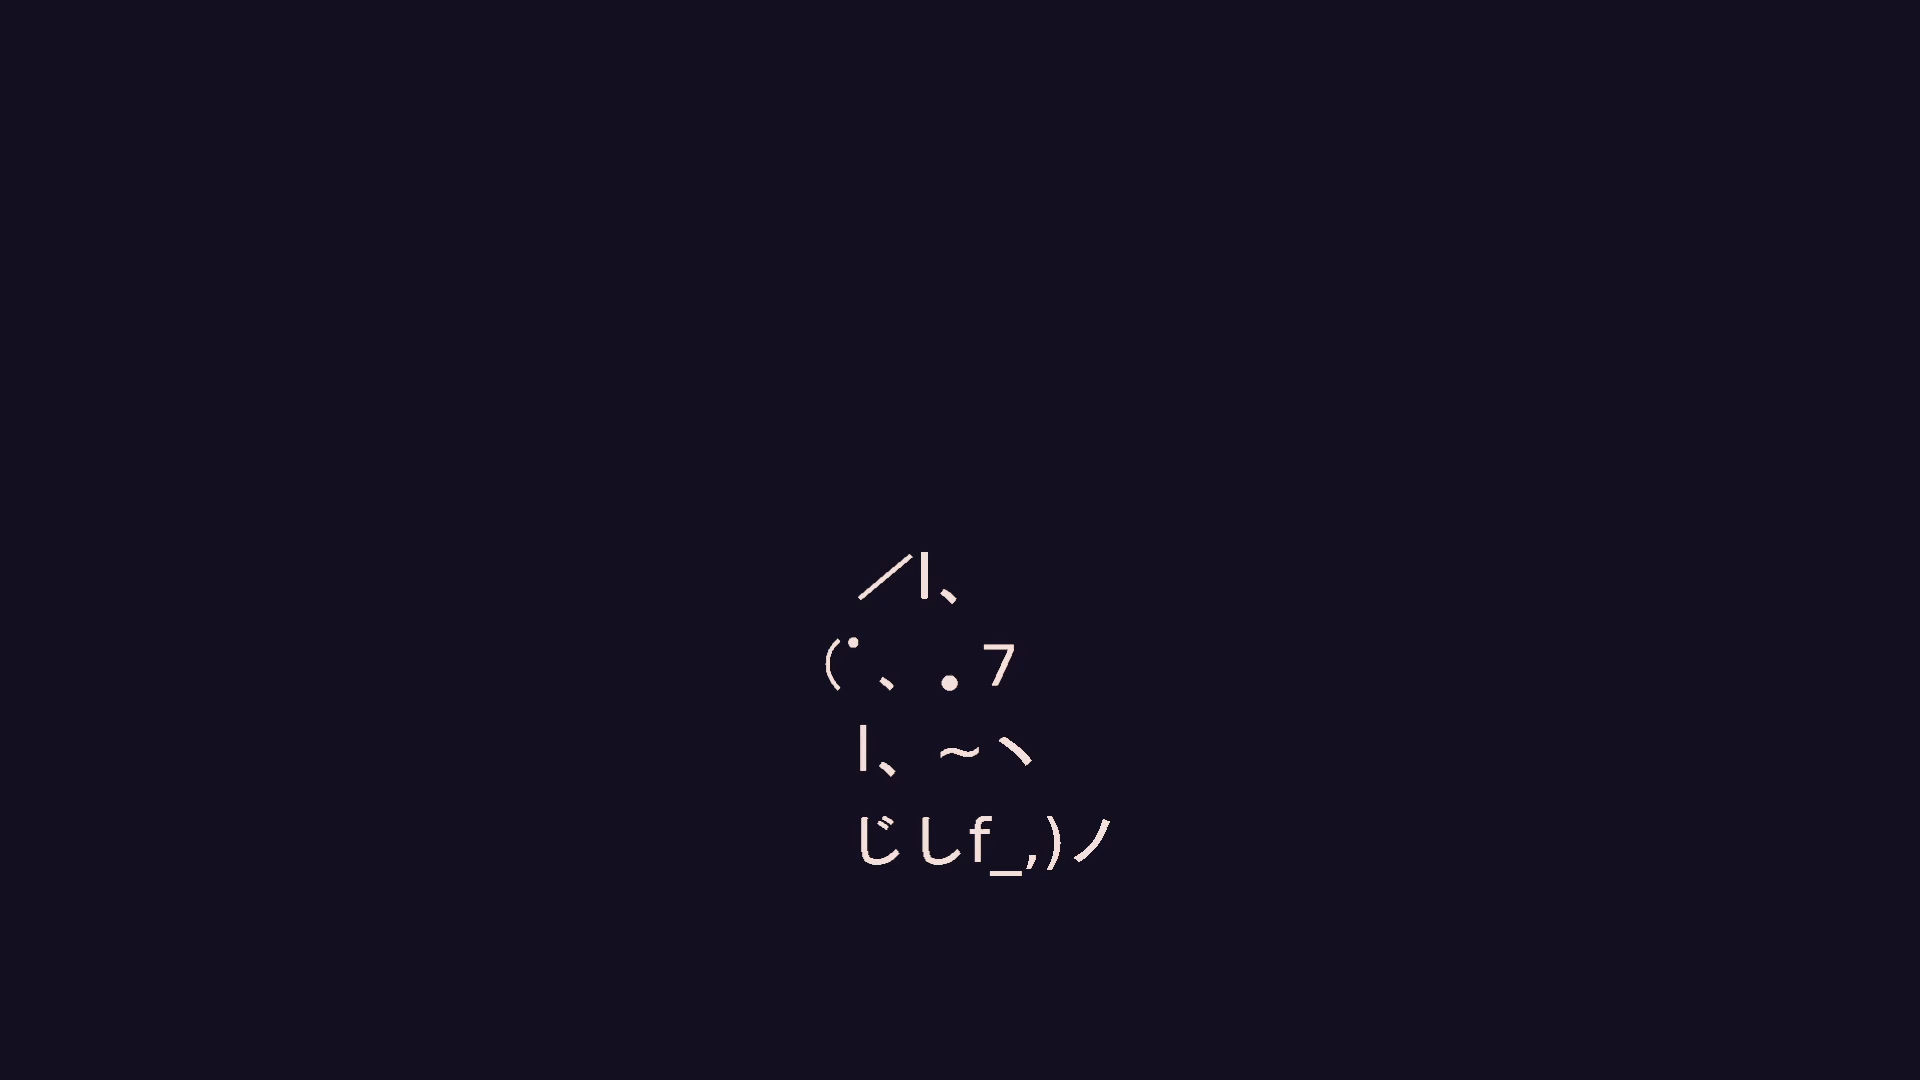 ／l、
(ﾟ､ 。7
l、~ヽ
じしf_,)ノ